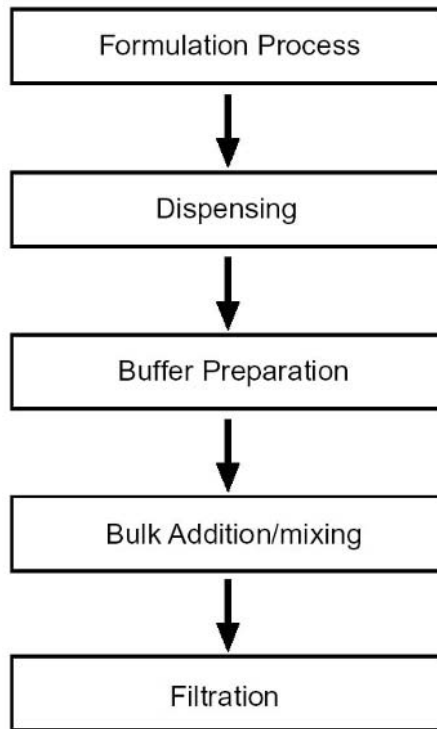 Formulation Process
Dispensing
Buffer Preparation
Bulk Addition/mixing
Filtration